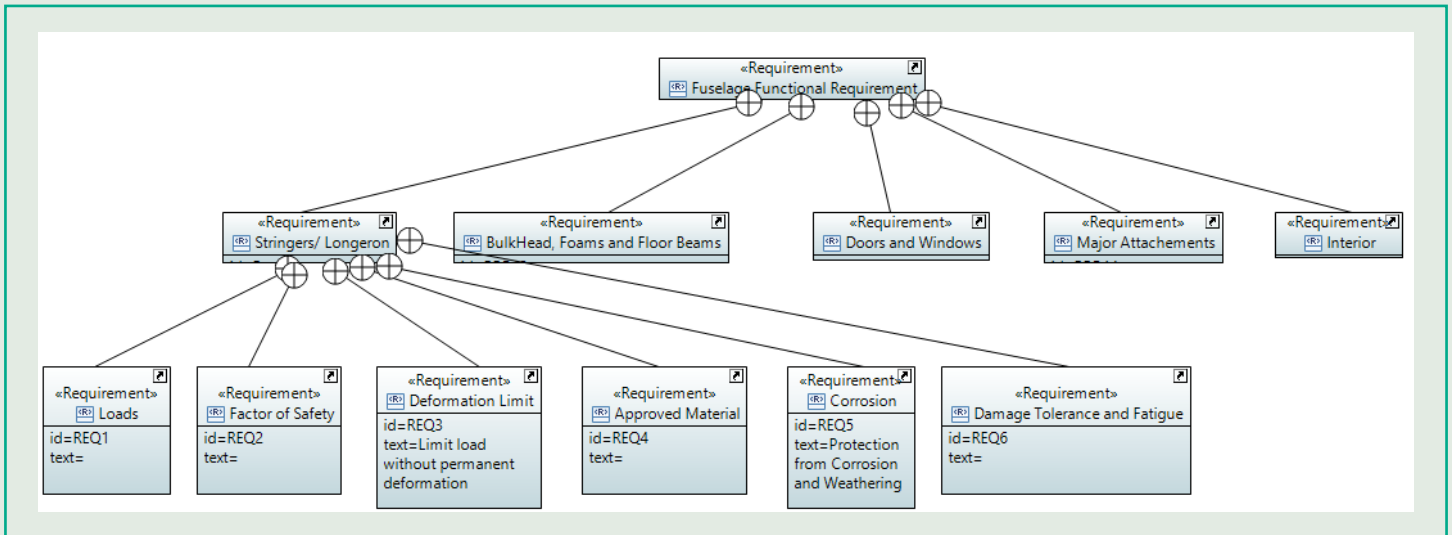 «Requirement»
Fuselage Functional Requirement
«Requirement»
Stringers/ Longeron
«Requirement»
BulkHead, Foams and Floor Beams
«Requirement»
Doors and Windows
«Requirement»
Major Attachements
«Requirement»
Interior
«Requirement»
Loads
id=REQ1
text=
«Requirement»
Factor of Safety
id=REQ2
text=
«Requirement»
Deformation Limit
id=REQ3
text=Limit load
without permanent
deformation
«Requirement»
Approved Material
id=REQ4
text=
«Requirement»
Corrosion
id=REQ5
text=Protection
from Corrosion
and Weathering
«Requirement»
Damage Tolerance and Fatigue
id=REQ6
text=